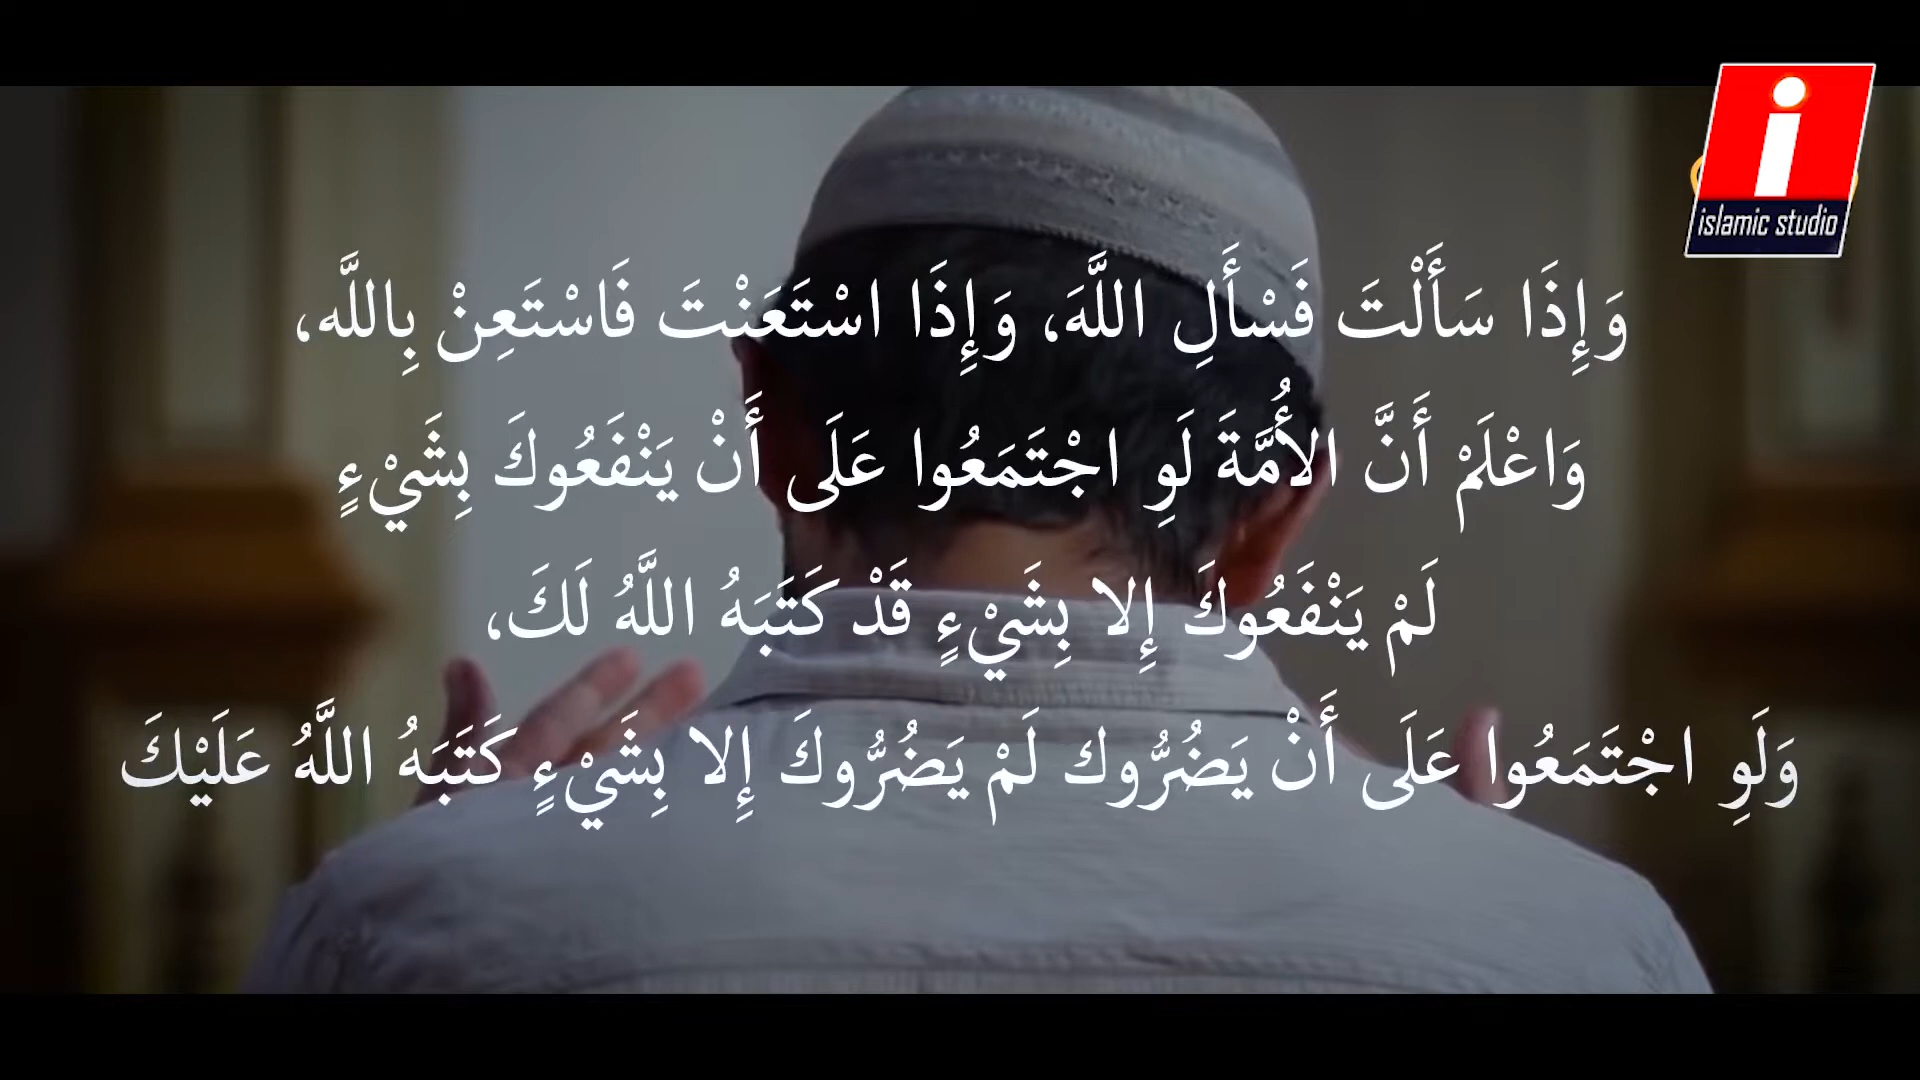 وَإِذَا سَأَلْتَ فَسْأَلِ اللَّهَ، وَإِذَا اسْتَعَنْتَ فَاسْتَعِنْ بِاللَّه،
وَاعْلَمْ أَنَّ الأُمَّةَ لَوِ اجْتَمَعُوا عَلَى أَنْ يَنْفَعُوكَ بِشَيْءٍ
لَمْ يَنْفَعُوكَ إِلا بِشَيْءٍ قَدْ كَتَبَهُ اللَّهُ لَكَ،
وَلَوِ اجْتَمَعُوا عَلَى أَنْ يَضُرُّوك لَمْ يَضُرُّوكَ إِلا بِشَيْءٍ كَتَبَهُ اللَّهُ عَلَيْكَ
i
islamic studio